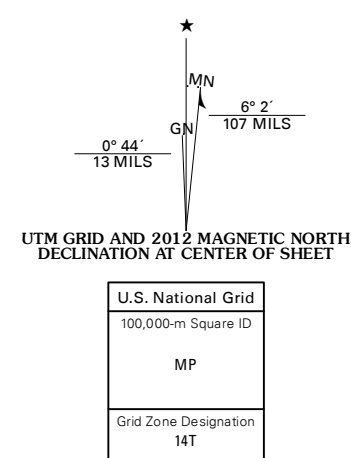 ★
MN
6° 2´
107 MILS
GN
0° 44´
13 MILS
UTM GRID AND 2012 MAGNETIC NORTH
DECLINATION AT CENTER OF SHEET
U.S. National Grid
100,000-m Square ID
MP
Grid Zone Designation
14T